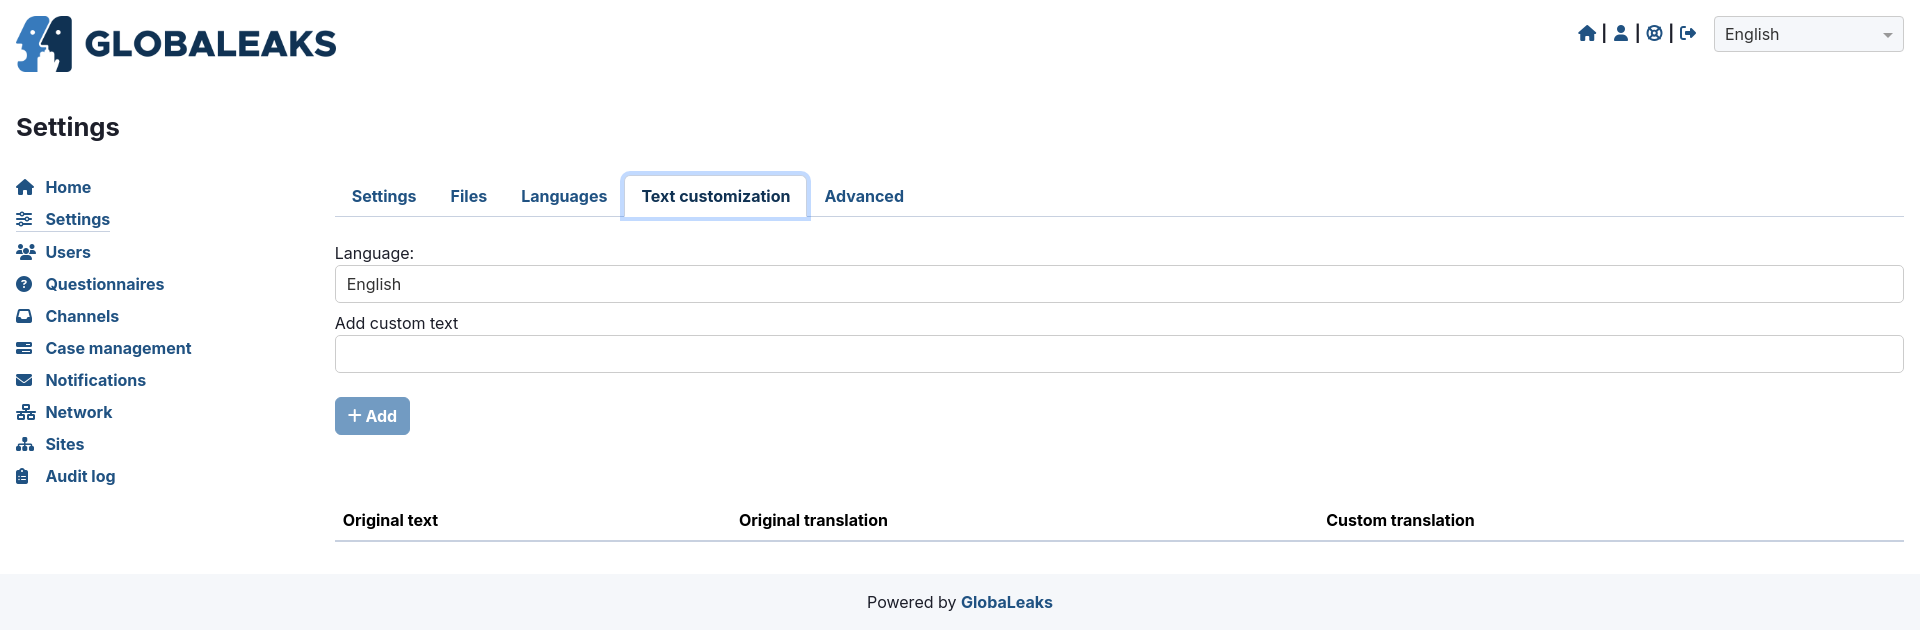 GLOBALEAKS
English
Settings
Home
Settings
Users
Questionnaires
Channels
Case management
Notifications
Network
Sites
Audit log
Settings Files Languages Text customization Advanced
Language:
English
Add custom text
+ Add
Original text Original translation Custom translation
Powered by GlobaLeaks